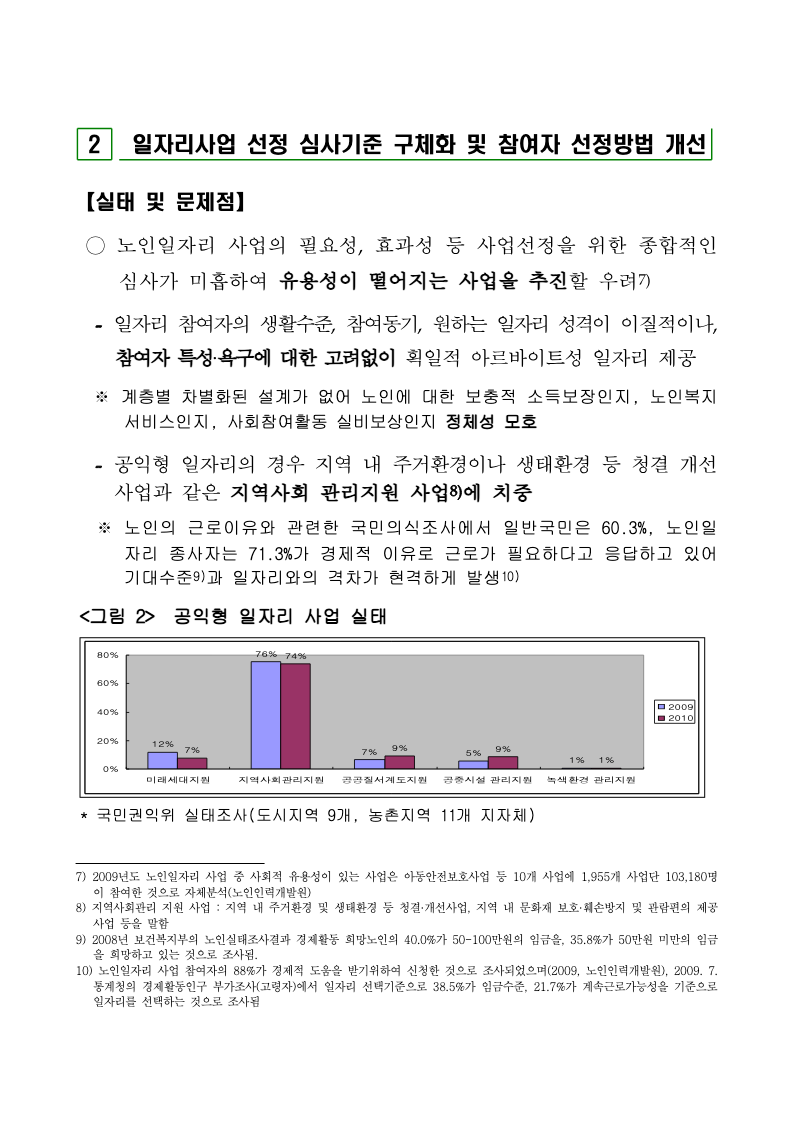 2 일자리사업 선정 심사기준 구체화 및 참여자 선정방법 개선
【실태 및 문제점】
○ 노인일자리 사업의 필요성, 효과성 등 사업선정을 위한 종합적인
심사가 미흡하여 유용성이 떨어지는 사업을 추진할 우려7)
- 일자리 참여자의 생활수준, 참여동기, 원하는 일자리 성격이 이질적이나,
참여자 특성·욕구에 대한 고려없이 획일적 아르바이트성 일자리 제공
※ 계층별 차별화된 설계가 없어 노인에 대한 보충적 소득보장인지, 노인복지
서비스인지, 사회참여활동 실비보상인지 정체성 모호
- 공익형 일자리의 경우 지역 내 주거환경이나 생태환경 등 청결 개선
사업과 같은 지역사회 관리지원 사업8)에 치중
※ 노인의 근로이유와 관련한 국민의식조사에서 일반국민은 60.3%, 노인일
자리 종사자는 71.3%가 경제적 이유로 근로가 필요하다고 응답하고 있어
기대수준9)과 일자리와의 격차가 현격하게 발생10)
<그림 2> 공익형 일자리 사업 실태
80%
60%
40%
20%
0%
12% 7% 76% 74% 7% 9% 5% 9% 1% 1%
미래세대지원 지역사회관리지원 공공질서계도지원 공중시설 관리지원 녹색환경 관리지원
2009
2010
* 국민권익위 실태조사(도시지역 9개, 농촌지역 11개 지자체)
7) 2009년도 노인일자리 사업 중 사회적 유용성이 있는 사업은 아동안전보호사업 등 10개 사업에 1,955개 사업단 103,180명
이 참여한 것으로 자체분석(노인인력개발원)
8) 지역사회관리 지원 사업 : 지역 내 주거환경 및 생태환경 등 청결·개선사업, 지역 내 문화재 보호·훼손방지 및 관람편의 제공
사업 등을 말함
9) 2008년 보건복지부의 노인실태조사결과 경제활동 희망노인의 40.0%가 50-100만원의 임금을, 35.8%가 50만원 미만의 임금
을 희망하고 있는 것으로 조사됨.
10) 노인일자리 사업 참여자의 88%가 경제적 도움을 받기위하여 신청한 것으로 조사되었으며(2009, 노인인력개발원), 2009. 7.
통계청의 경제활동인구 부가조사(고령자)에서 일자리 선택기준으로 38.5%가 임금수준, 21.7%가 계속근로가능성을 기준으로
일자리를 선택하는 것으로 조사됨